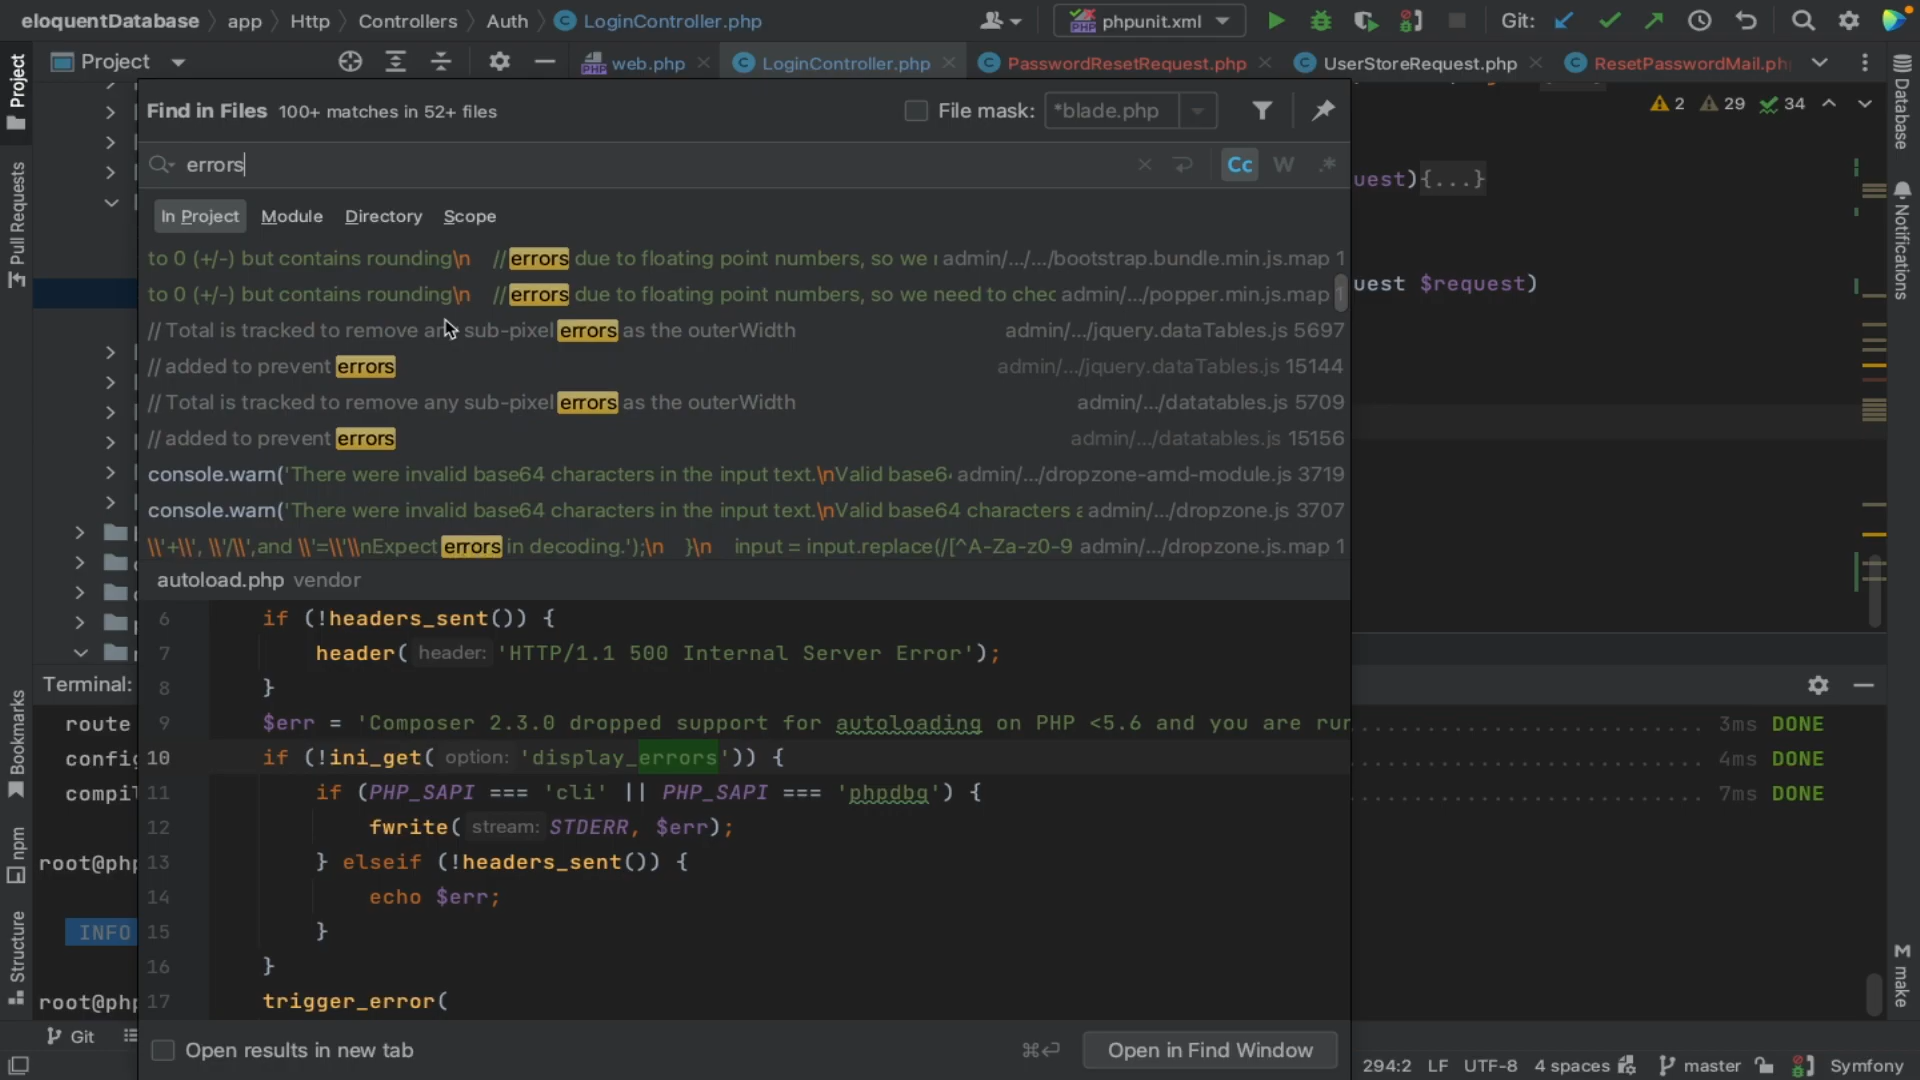 eloquentDatabase app Http Controllers Auth LoginController.php phpunit.xml Git:
Project web.php LoginController.php PasswordResetRequest.php UserStoreRequest.php ResetPasswordMail.ph
Project
Pull Requests
Bookmarks
npm
Structure
Database
Notifications
make
2 29 34
Find in Files 100+ matches in 52+ files File mask: *blade.php
errors Cc W .*
In Project Module Directory Scope
uest){...}
uest $request)
to 0 (+/-) but contains rounding\n //errors due to floating point numbers, so we r admin/.../.../bootstrap.bundle.min.js.map 1
to 0 (+/-) but contains rounding\n //errors due to floating point numbers, so we need to chec admin/.../popper.min.js.map 1
// Total is tracked to remove any sub-pixel errors as the outerWidth admin/.../jquery.dataTables.js 5697
// added to prevent errors admin/.../jquery.dataTables.js 15144
// Total is tracked to remove any sub-pixel errors as the outerWidth admin/.../datatables.js 5709
// added to prevent errors admin/.../datatables.js 15156
console.warn('There were invalid base64 characters in the input text.\nValid base64 admin/.../dropzone-amd-module.js 3719
console.warn('There were invalid base64 characters in the input text.\nValid base64 characters a admin/.../dropzone.js 3707
\\'+\\', \\'/\\',and \\'=\\'\\nExpect errors in decoding.');\n }\n input = input.replace(/[^A-Za-z0-9 admin/.../dropzone.js.map 1
autoload.php vendor
6 if (!headers_sent()) {
7 header( header: 'HTTP/1.1 500 Internal Server Error');
8 }
9 $err = 'Composer 2.3.0 dropped support for autoloading on PHP <5.6 and you are run
10 if (!ini_get( option: 'display_errors')) {
11 if (PHP_SAPI === 'cli' || PHP_SAPI === 'phpdbg') {
12 fwrite( stream: STDERR, $err);
13 } elseif (!headers_sent()) {
14 echo $err;
15 }
16 }
17 trigger_error(
Terminal:
route 3ms DONE
config 4ms DONE
compil 7ms DONE
root@php
INFO
root@php
Open results in new tab ⌘⏎ Open in Find Window
Git
294:2 LF UTF-8 4 spaces master Symfony